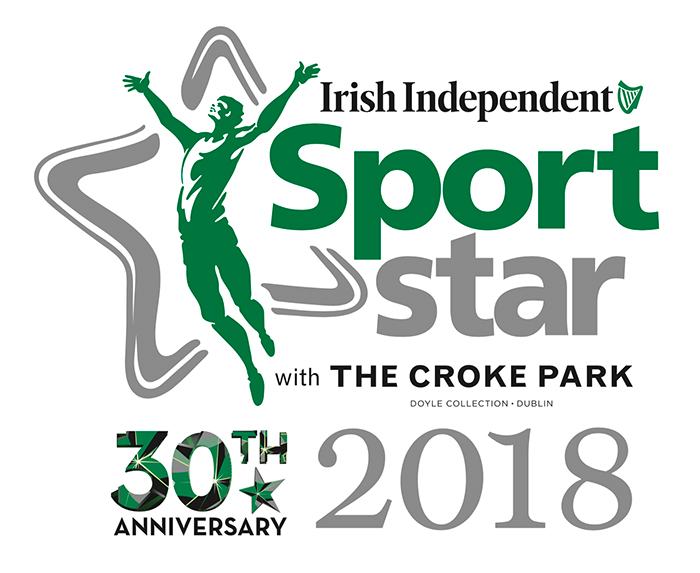 Irish Independent
Sport
star
with THE CROKE PARK
DOYLE COLLECTION • DUBLIN
30TH
ANNIVERSARY
2018